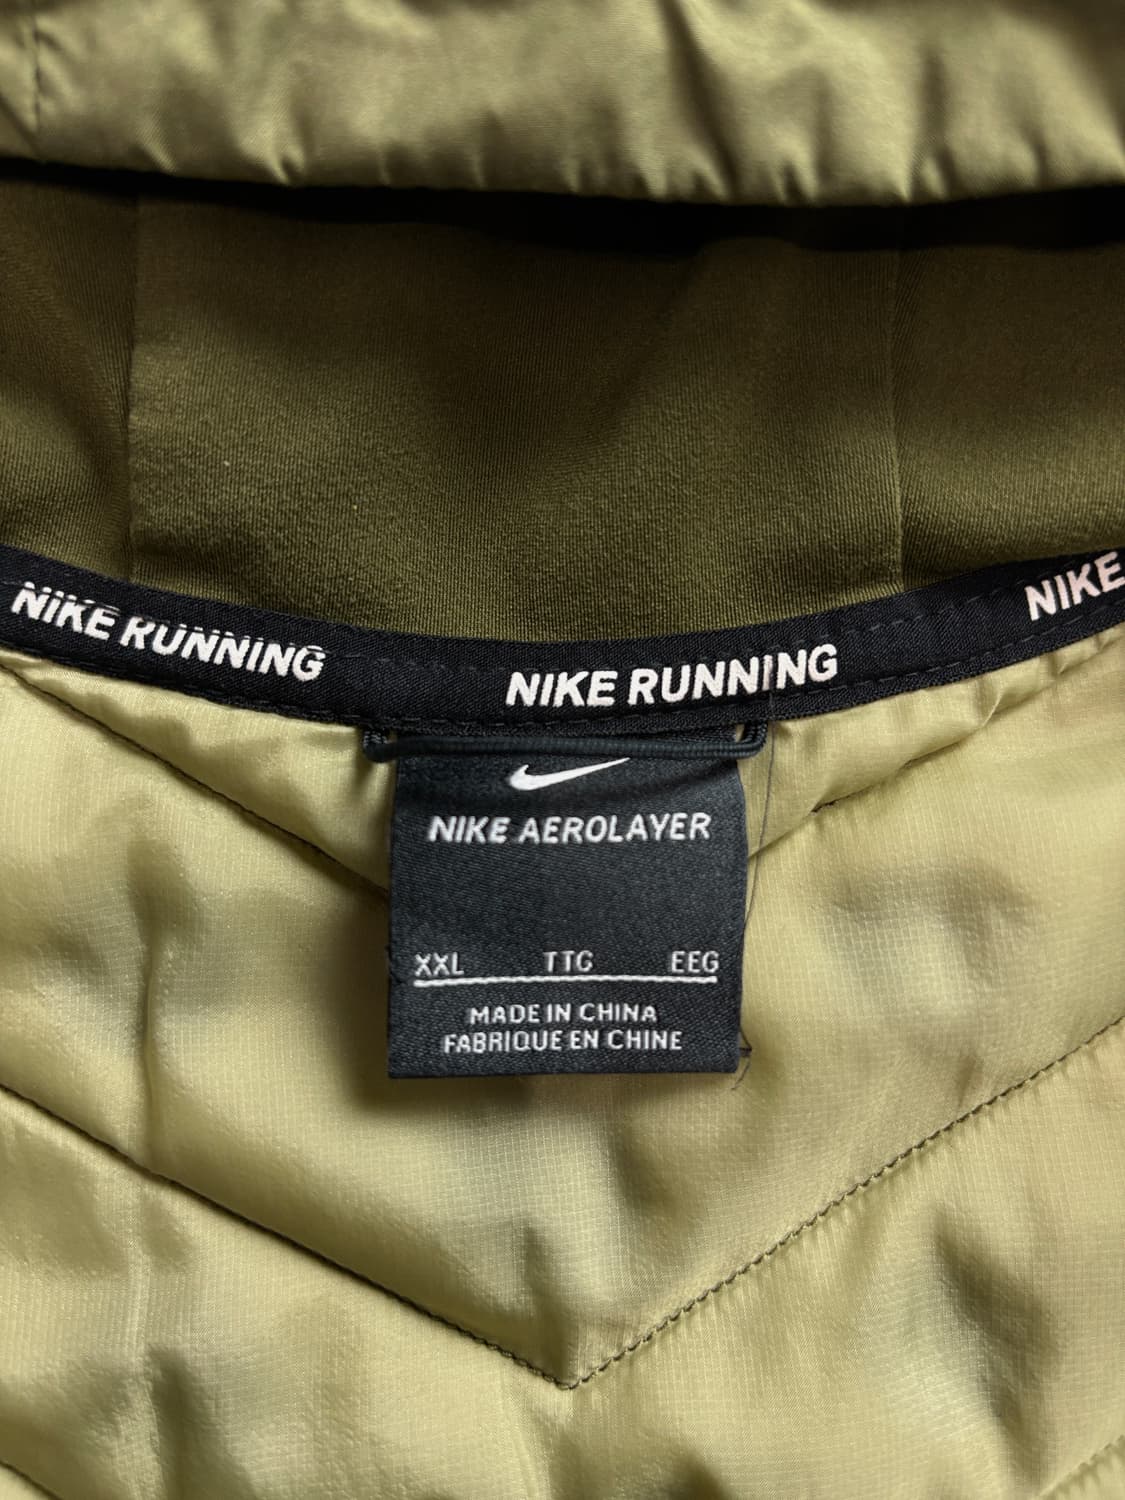 NIKE RUNNING NIKE RUNNING NIKE
NIKE AEROLAYER
XXL TTG EEG
MADE IN CHINA
FABRIQUE EN CHINE